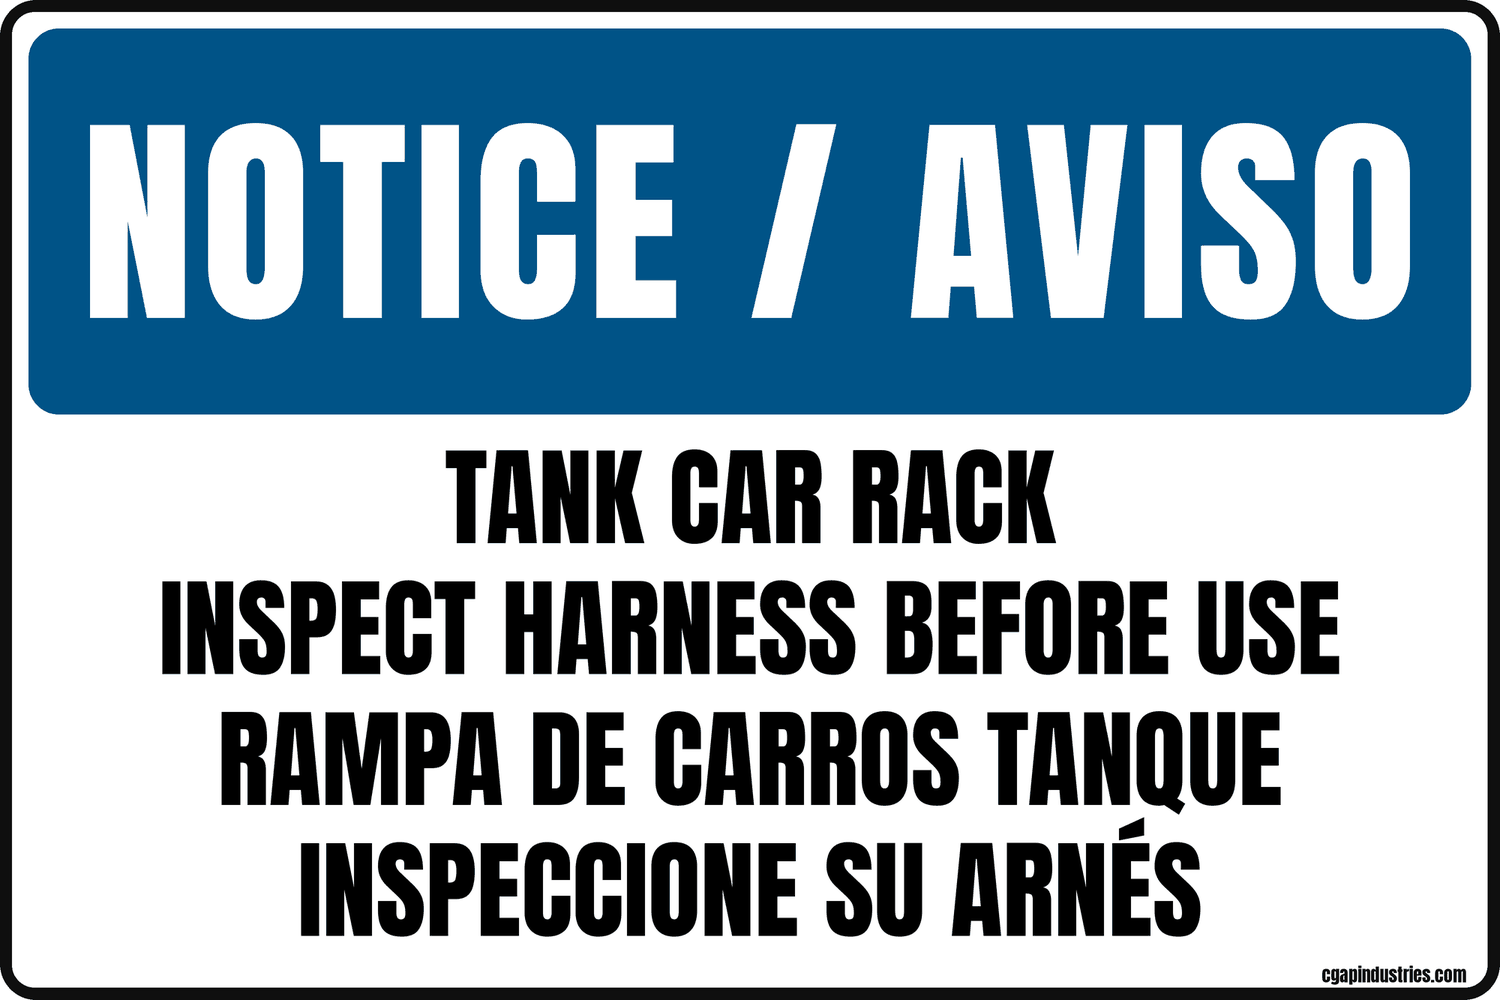 NOTICE / AVISO
TANK CAR RACK
INSPECT HARNESS BEFORE USE
RAMPA DE CARROS TANQUE
INSPECCIONE SU ARNÉS
cgapindustries.com